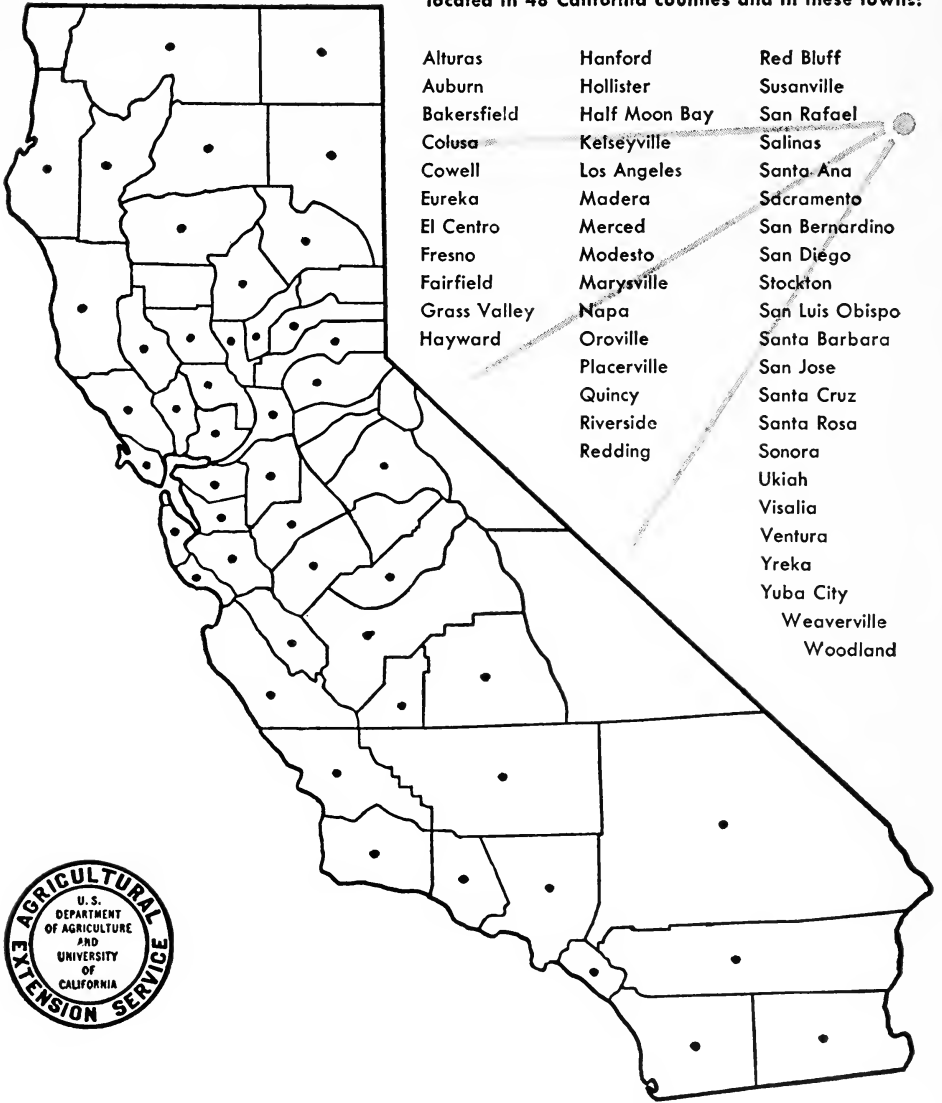 located in 48 California counties and in these towns:
Alturas
Auburn
Bakersfield
Colusa
Cowell
Eureka
El Centro
Fresno
Fairfield
Grass Valley
Hayward
Hanford
Hollister
Half Moon Bay
Kelseyville
Los Angeles
Madera
Merced
Modesto
Marysville
Napa
Oroville
Placerville
Quincy
Riverside
Redding
Red Bluff
Susanville
San Rafael
Salinas
Santa Ana
Sacramento
San Bernardino
San Diego
Stockton
San Luis Obispo
Santa Barbara
San Jose
Santa Cruz
Santa Rosa
Sonora
Ukiah
Visalia
Ventura
Yreka
Yuba City
Weaverville
Woodland
AGRICULTURAL
EXTENSION SERVICE
U. S.
DEPARTMENT
OF AGRICULTURE
AND
UNIVERSITY
OF
CALIFORNIA